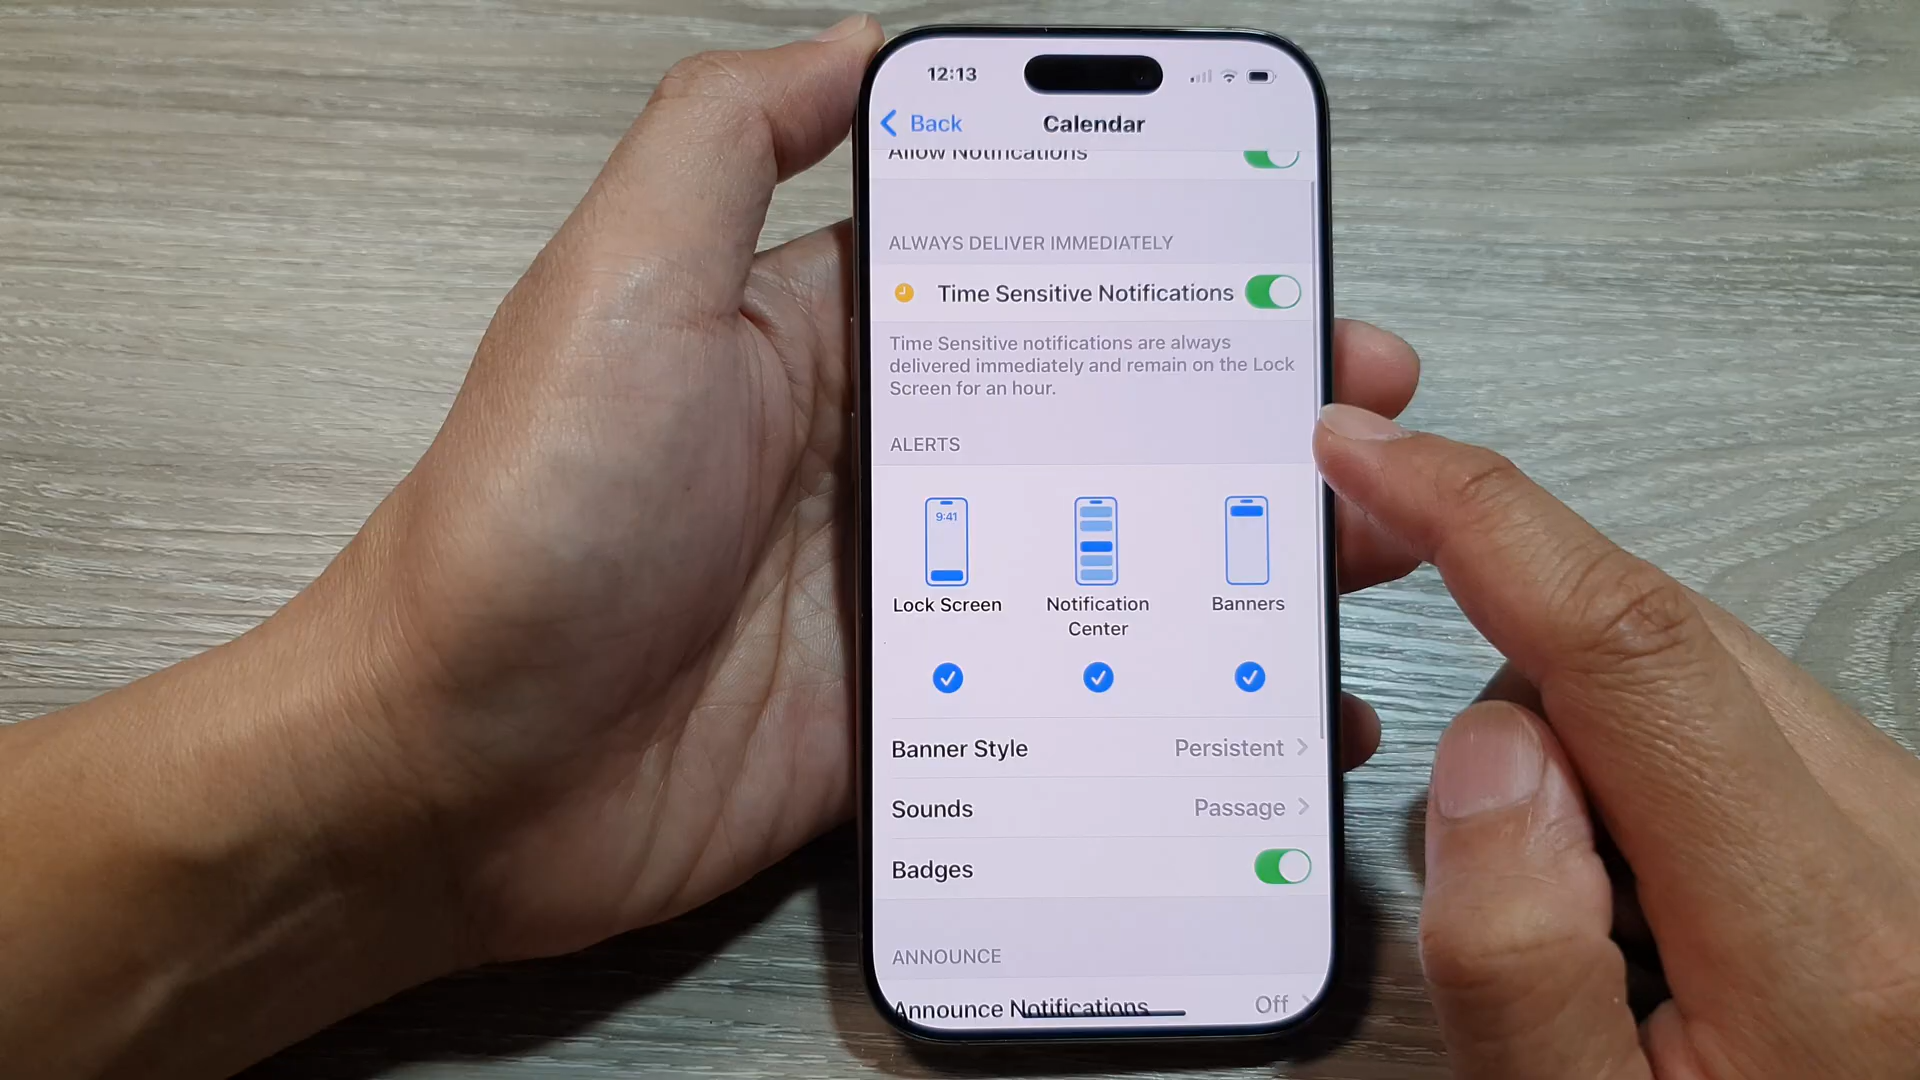 12:13
Back
Calendar
Allow Notifications
ALWAYS DELIVER IMMEDIATELY
Time Sensitive Notifications
Time Sensitive notifications are always
delivered immediately and remain on the Lock
Screen for an hour.
ALERTS
9:41
Lock Screen
Notification
Center
Banners
Banner Style Persistent
Sounds Passage
Badges
ANNOUNCE
Announce Notifications Off